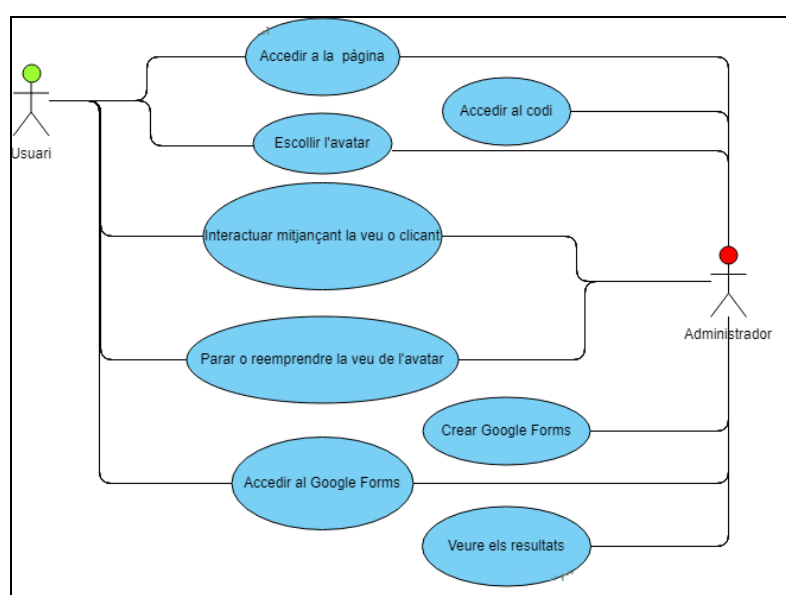 Accedir a la pàgina
Accedir al codi
Escollir l'avatar
Usuari
Interactuar mitjançant la veu o clicant
Administrador
Parar o reemprendre la veu de l'avatar
Crear Google Forms
Accedir al Google Forms
Veure els resultats